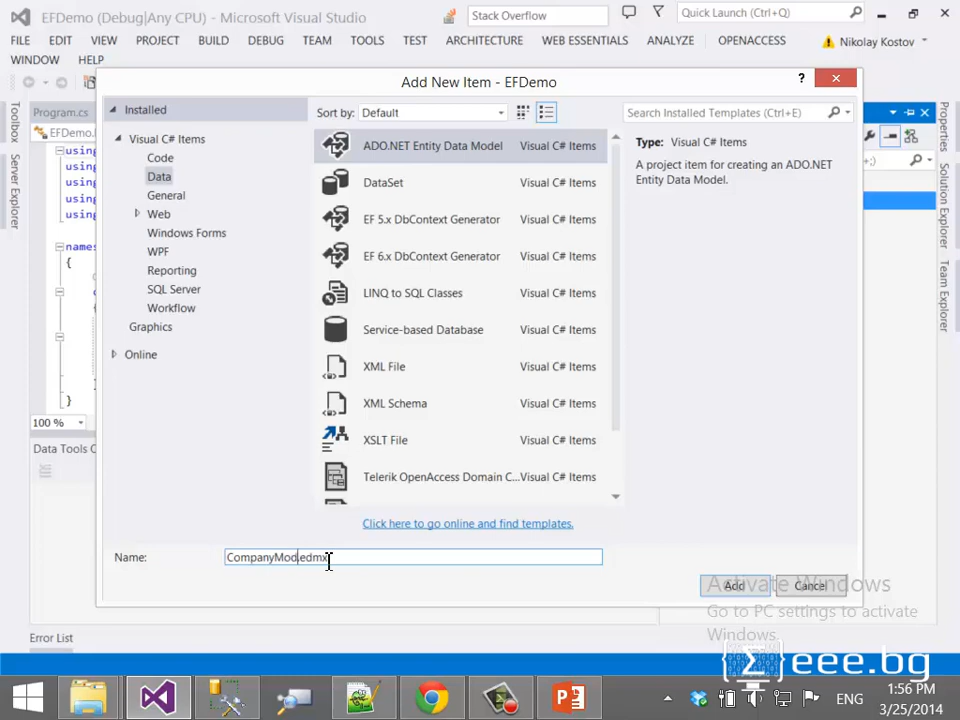 EFDemo (Debug|Any CPU) - Microsoft Visual Studio
Stack Overflow
Quick Launch (Ctrl+Q)
FILE EDIT VIEW PROJECT BUILD DEBUG TEAM TOOLS TEST ARCHITECTURE WEB ESSENTIALS ANALYZE OPENACCESS
Nikolay Kostov
WINDOW HELP
Add New Item - EFDemo
?
Toolbox
Server Explorer
Program.cs
EFDemo.
using
using
using
using
using
names
{
{
}
100 %
Data Tools
Installed
Visual C# Items
Code
Data
General
Web
Windows Forms
WPF
Reporting
SQL Server
Workflow
Graphics
Online
Sort by: Default
Search Installed Templates (Ctrl+E)
ADO.NET Entity Data Model Visual C# Items
DataSet Visual C# Items
EF 5.x DbContext Generator Visual C# Items
EF 6.x DbContext Generator Visual C# Items
LINQ to SQL Classes Visual C# Items
Service-based Database Visual C# Items
XML File Visual C# Items
XML Schema Visual C# Items
XSLT File Visual C# Items
Telerik OpenAccess Domain C... Visual C# Items
Click here to go online and find templates.
Type: Visual C# Items
A project item for creating an ADO.NET
Entity Data Model.
Properties
Solution Explorer
Team Explorer
+;)
Name: CompanyMod.edmx
Add Cancel
Activate Windows
Go to PC settings to activate
Windows.
Error List
eee.bg
ENG
1:56 PM
3/25/2014